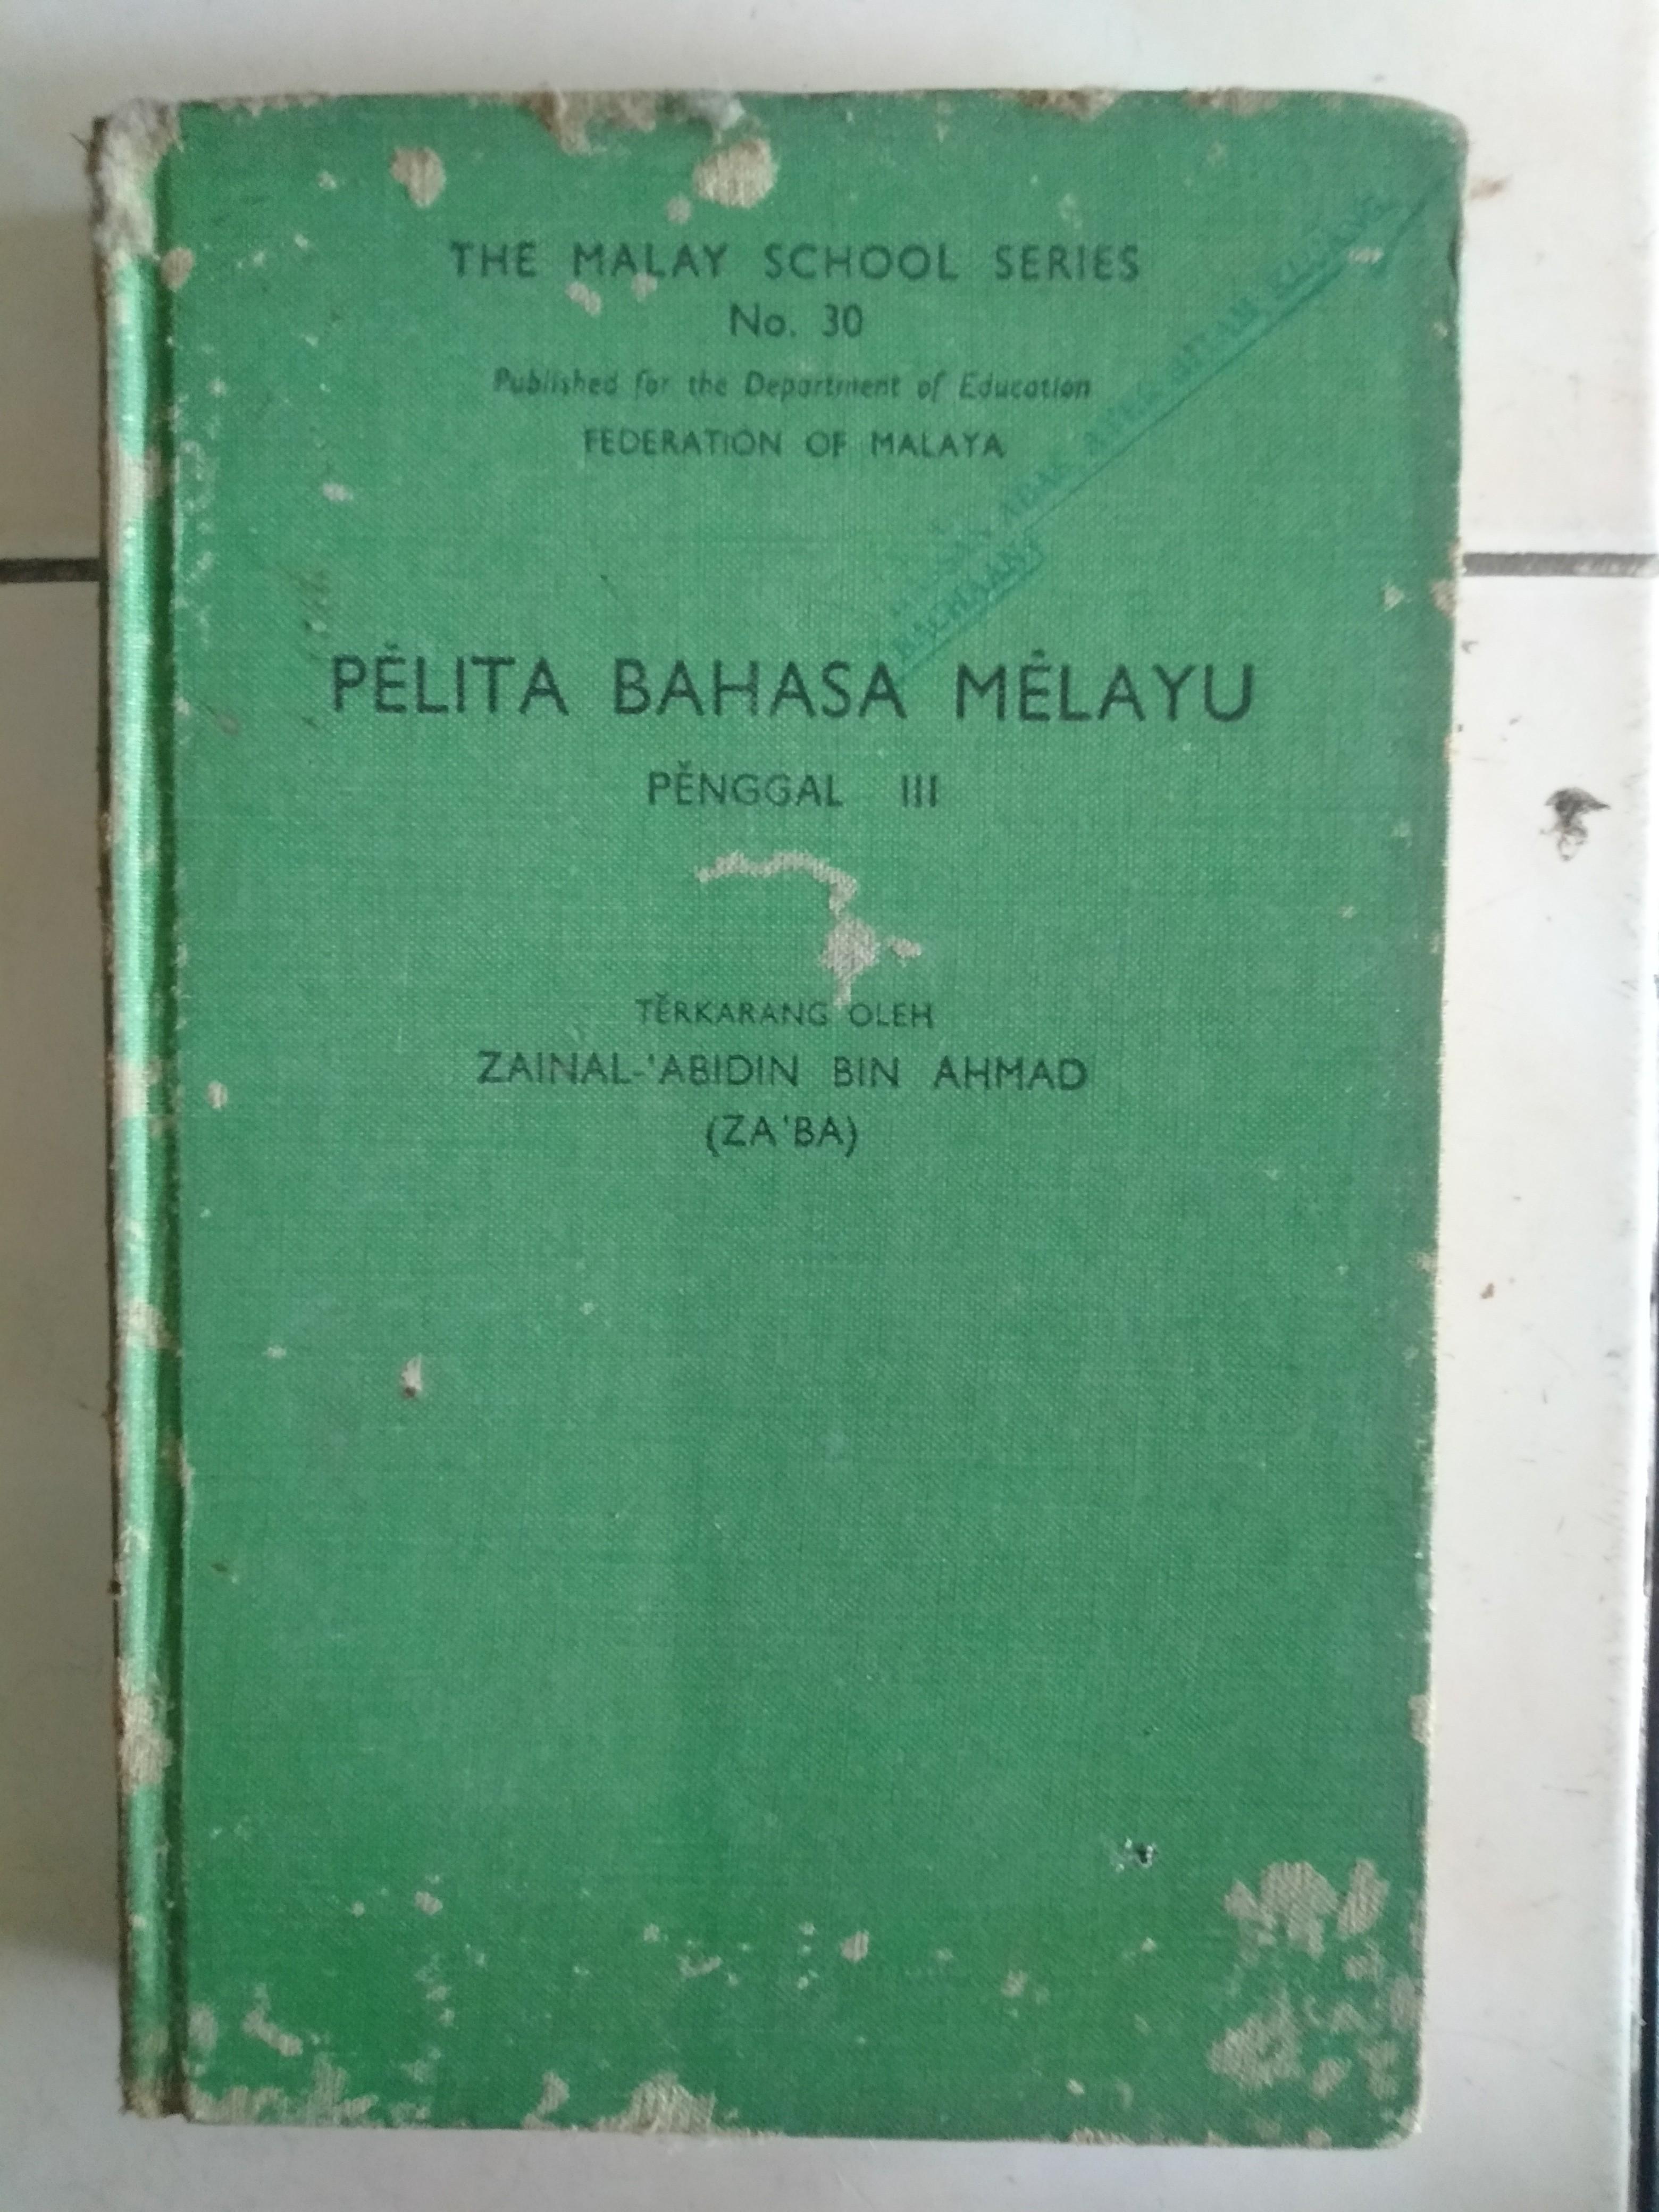 THE MALAY SCHOOL SERIES
No. 30
Published for the Department of Education
FEDERATION OF MALAYA
PĔLITA BAHASA MĔLAYU
PĔNGGAL III
TĔRKARANG OLEH
ZAINAL-'ABIDIN BIN AHMAD
(ZA'BA)